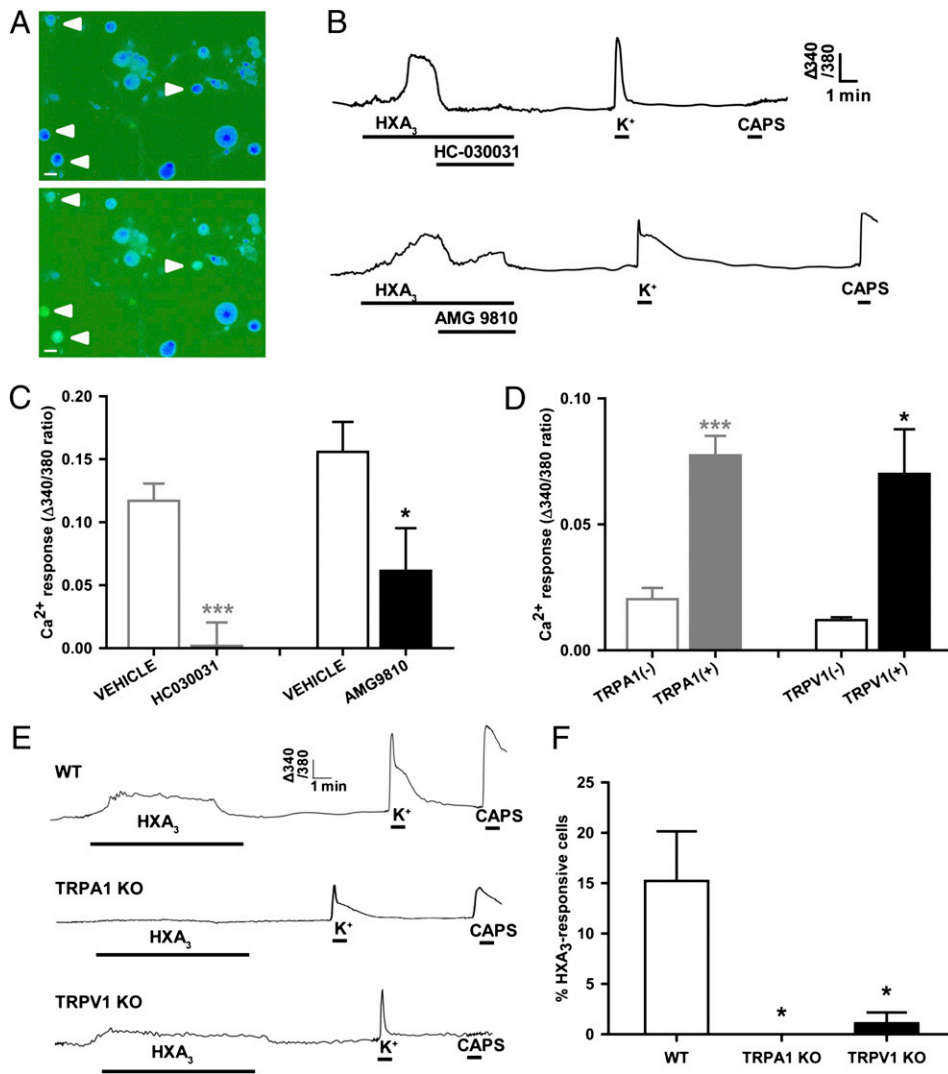 A
B
Δ340
/380
1 min
HXA3
K+
CAPS
HC-030031
HXA3
K+
CAPS
AMG 9810
C
Ca2+ response (Δ340/380 ratio)
0.20
0.15
0.10
0.05
0.00
***
*
VEHICLE
HC030031
VEHICLE
AMG9810
D
Ca2+ response (Δ340/380 ratio)
0.10
0.05
0.00
***
*
TRPA1(-)
TRPA1(+)
TRPV1(-)
TRPV1(+)
E
WT
Δ340
/380
1 min
HXA3
K+
CAPS
TRPA1 KO
HXA3
K+
CAPS
TRPV1 KO
HXA3
K+
CAPS
F
% HXA3-responsive cells
25
20
15
10
5
0
*
*
WT
TRPA1 KO
TRPV1 KO